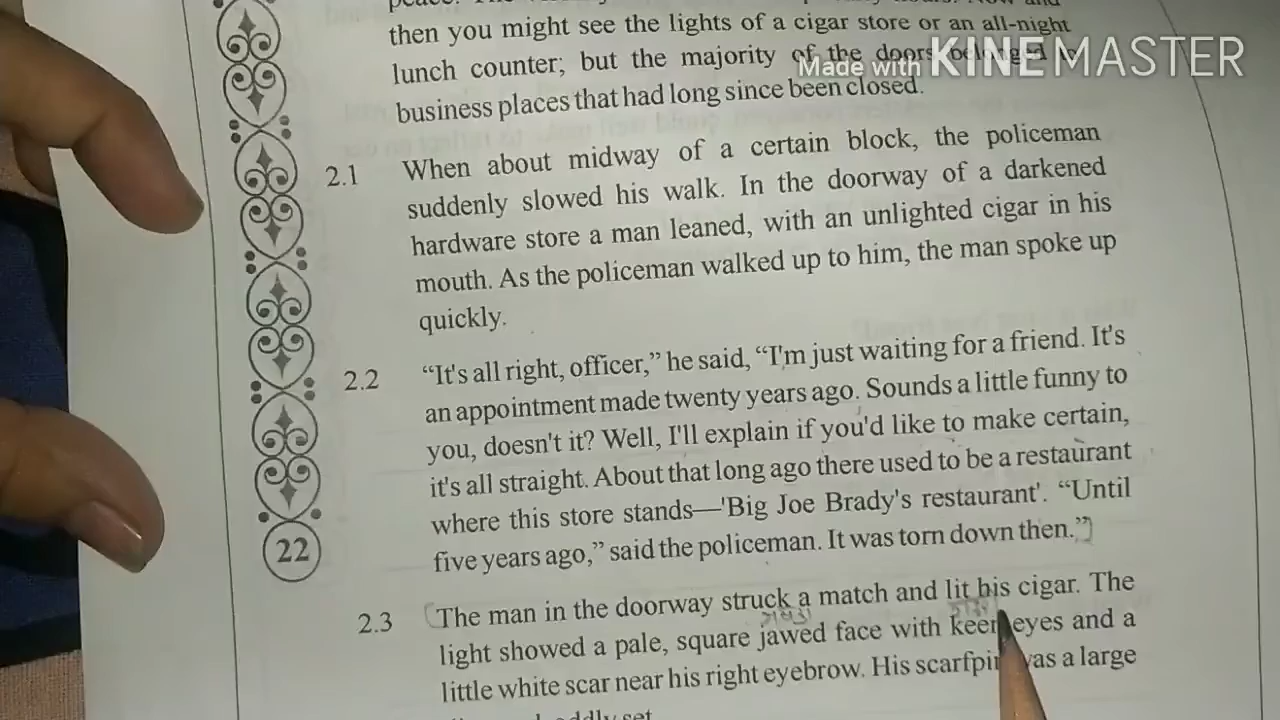 then you might see the lights of a cigar store or an all-night
Made with KINEMASTER
lunch counter; but the majority of the doors
business places that had long since been closed.
2.1 When about midway of a certain block, the policeman
suddenly slowed his walk. In the doorway of a darkened
hardware store a man leaned, with an unlighted cigar in his
mouth. As the policeman walked up to him, the man spoke up
quickly.
2.2 “It's all right, officer,” he said, “I'm just waiting for a friend. It's
an appointment made twenty years ago. Sounds a little funny to
you, doesn't it? Well, I'll explain if you'd like to make certain,
it's all straight. About that long ago there used to be a restaurant
where this store stands—'Big Joe Brady's restaurant'. “Until
five years ago,” said the policeman. It was torn down then.”
22
2.3 The man in the doorway struck a match and lit his cigar. The
light showed a pale, square jawed face with keen eyes and a
little white scar near his right eyebrow. His scarfpin was a large